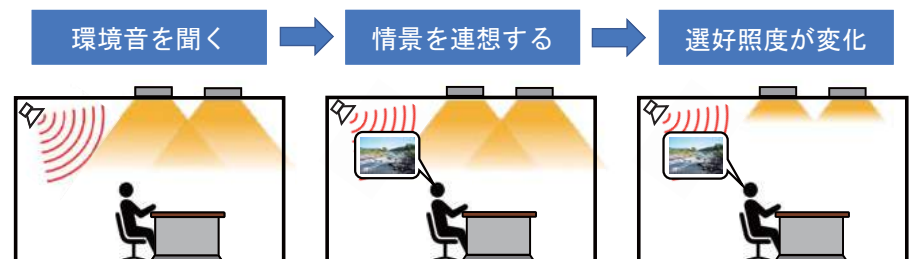 環境音を聞く
情景を連想する
選好照度が変化